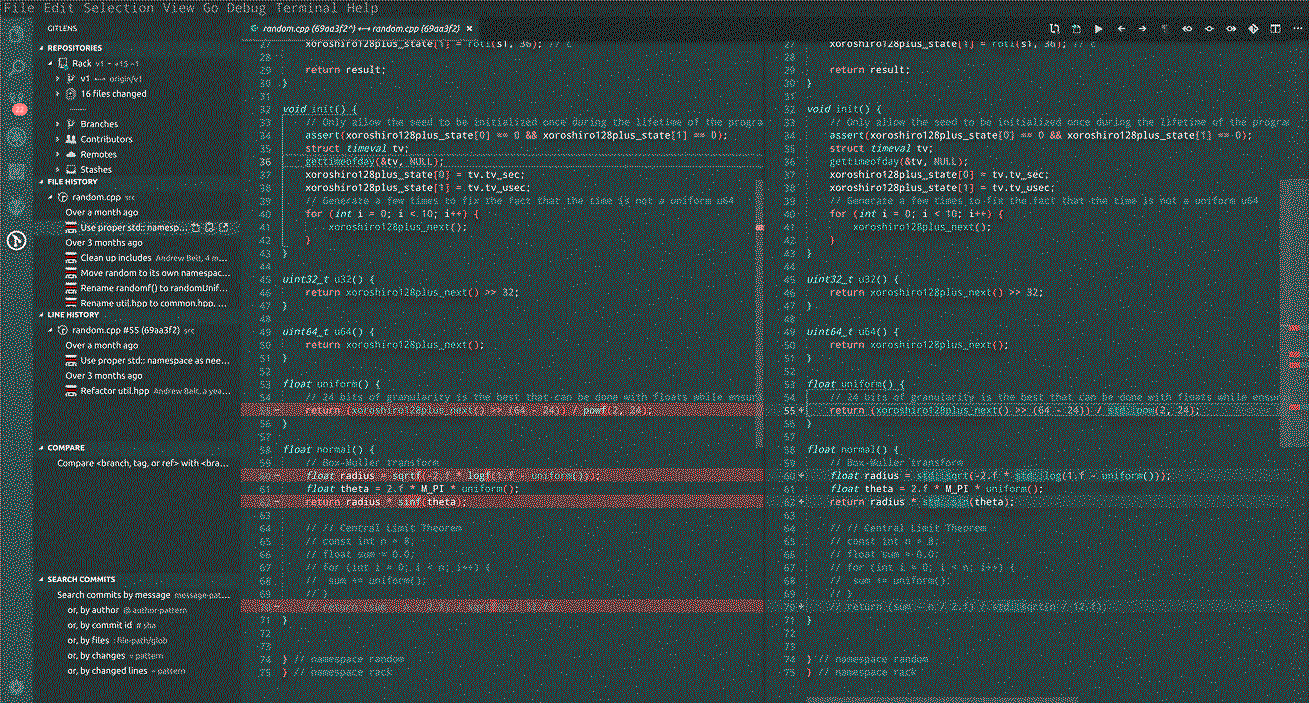 File Edit Selection View Go Debug Terminal Help
GITLENS
REPOSITORIES
Rack v1 • +15 ~1
v1 ⟷ origin/v1
16 files changed
Branches
Contributors
Remotes
Stashes
FILE HISTORY
random.cpp src
Over a month ago
Use proper std:: namesp...
Over 3 months ago
Clean up includes Andrew Belt, 4 m...
Move random to its own namespac...
Rename randomf() to randomUnif...
Rename util.hpp to common.hpp, ...
LINE HISTORY
random.cpp #55 (69aa3f2) src
Over a month ago
Use proper std:: namespace as nee...
Over 3 months ago
Refactor util.hpp Andrew Belt, a yea...
COMPARE
Compare <branch, tag, or ref> with <bra...
SEARCH COMMITS
Search commits by message message-pat...
or, by author @ author-pattern
or, by commit id # sha
or, by files : file-path/glob
or, by changes = pattern
or, by changed lines ~ pattern
random.cpp (69aa3f2^) ⟷ random.cpp (69aa3f2)
27 xoroshiro128plus_state[1] = rotl(s1, 36); // c
28
29 return result;
30 }
31
32 void init() {
33 // Only allow the seed to be initialized once during the lifetime of the progra
34 assert(xoroshiro128plus_state[0] == 0 && xoroshiro128plus_state[1] == 0);
35 struct timeval tv;
36 gettimeofday(&tv, NULL);
37 xoroshiro128plus_state[0] = tv.tv_sec;
38 xoroshiro128plus_state[1] = tv.tv_usec;
39 // Generate a few times to fix the fact that the time is not a uniform u64
40 for (int i = 0; i < 10; i++) {
41 xoroshiro128plus_next();
42 }
43 }
44
45 uint32_t u32() {
46 return xoroshiro128plus_next() >> 32;
47 }
48
49 uint64_t u64() {
50 return xoroshiro128plus_next();
51 }
52
53 float uniform() {
54 // 24 bits of granularity is the best that can be done with floats while ensur
55- return (xoroshiro128plus_next() >> (64 - 24)) / powf(2, 24);
56 }
57
58 float normal() {
59 // Box-Muller transform
60- float radius = sqrtf(-2.f * logf(1.f - uniform()));
61 float theta = 2.f * M_PI * uniform();
62- return radius * sinf(theta);
63
64 // // Central Limit Theorem
65 // const int n = 8;
66 // float sum = 0.0;
67 // for (int i = 0; i < n; i++) {
68 // sum += uniform();
69 // }
71 }
72
73
74 } // namespace random
75 } // namespace rack
27 xoroshiro128plus_state[1] = rotl(s1, 36); // c
28
29 return result;
30 }
31
32 void init() {
33 // Only allow the seed to be initialized once during the lifetime of the progra
34 assert(xoroshiro128plus_state[0] == 0 && xoroshiro128plus_state[1] == 0);
35 struct timeval tv;
36 gettimeofday(&tv, NULL);
37 xoroshiro128plus_state[0] = tv.tv_sec;
38 xoroshiro128plus_state[1] = tv.tv_usec;
39 // Generate a few times to fix the fact that the time is not a uniform u64
40 for (int i = 0; i < 10; i++) {
41 xoroshiro128plus_next();
42 }
43 }
44
45 uint32_t u32() {
46 return xoroshiro128plus_next() >> 32;
47 }
48
49 uint64_t u64() {
50 return xoroshiro128plus_next();
51 }
52
53 float uniform() {
54 // 24 bits of granularity is the best that can be done with floats while ensur
55+ return (xoroshiro128plus_next() >> (64 - 24)) / std::pow(2, 24);
56 }
57
58 float normal() {
59 // Box-Muller transform
60+ float radius = std::sqrt(-2.f * std::log(1.f - uniform()));
61 float theta = 2.f * M_PI * uniform();
62+ return radius * std::sin(theta);
63
64 // // Central Limit Theorem
65 // const int n = 8;
66 // float sum = 0.0;
67 // for (int i = 0; i < n; i++) {
68 // sum += uniform();
69 // }
70+ // return (sum - n / 2.f) / std::sqrt(n / 12.f);
71 }
72
73
74 } // namespace random
75 } // namespace rack